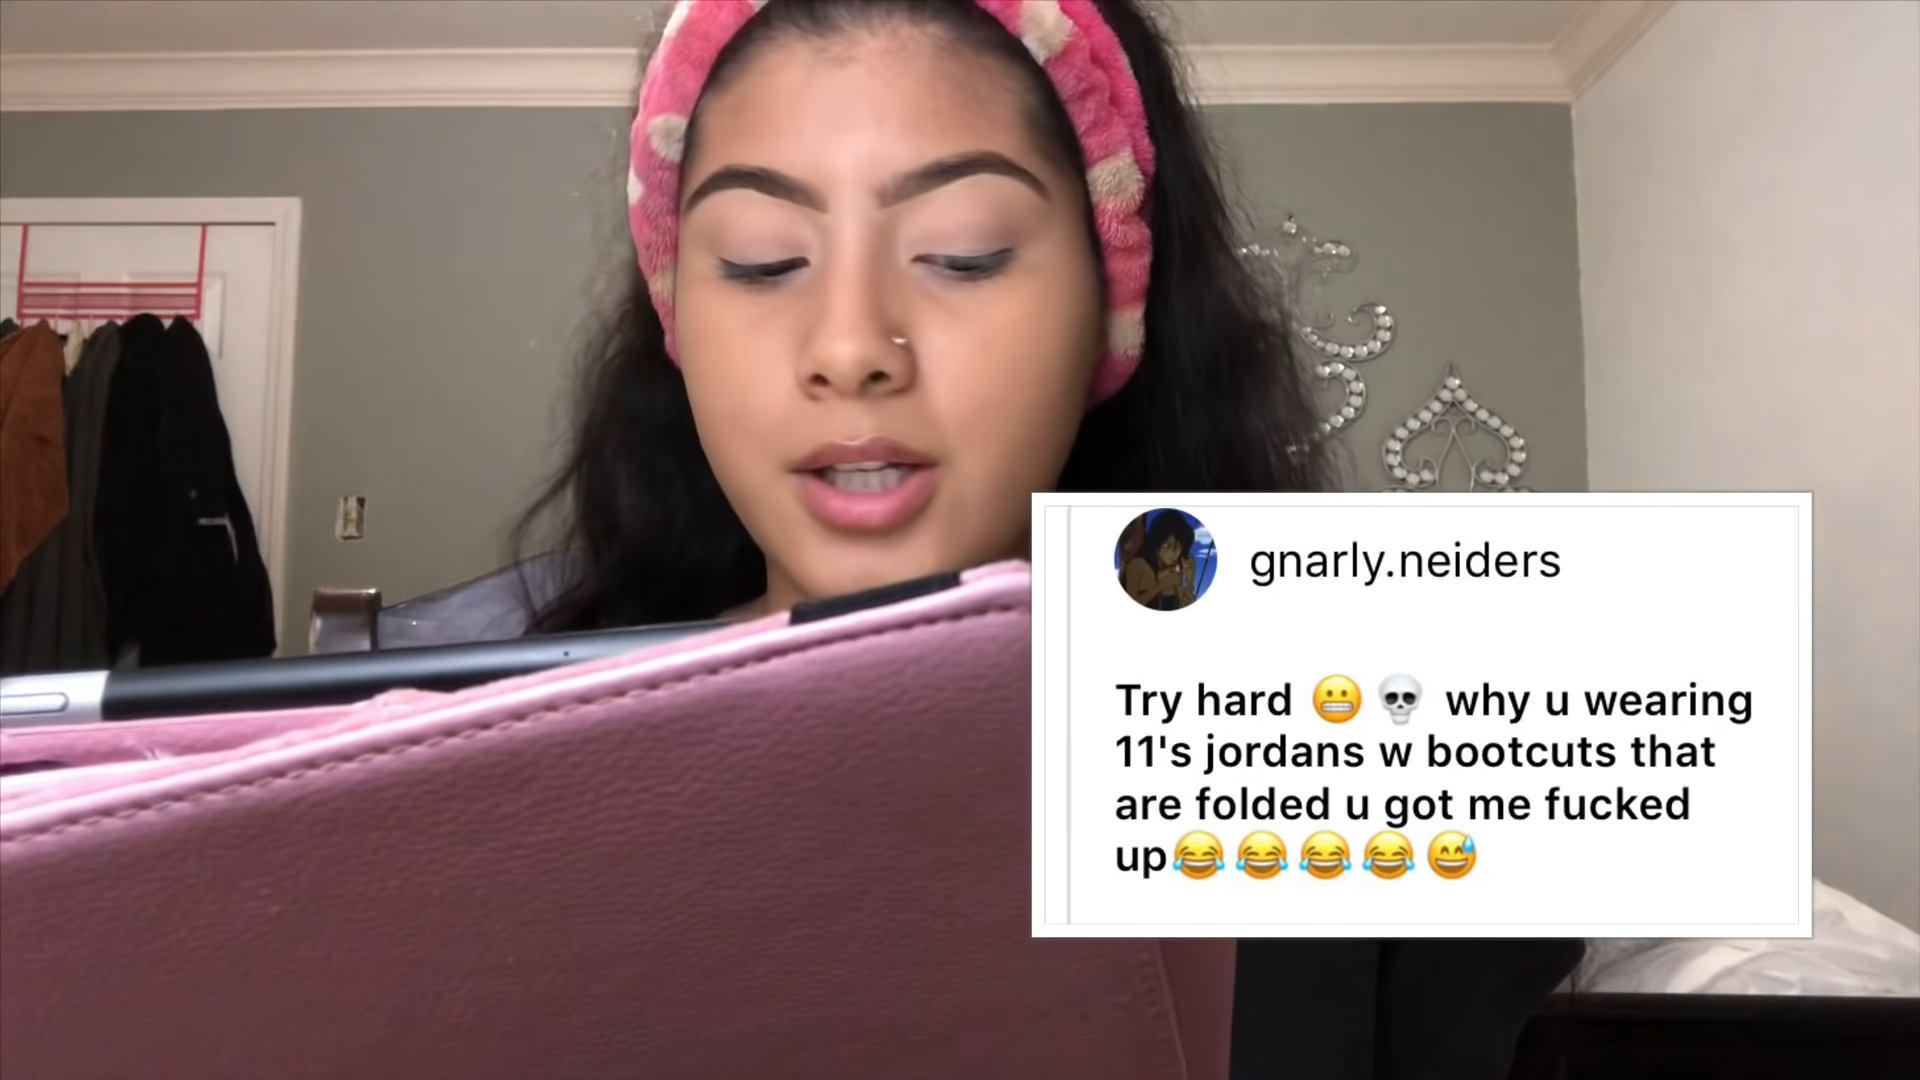 gnarly.neiders
Try hard 😬💀 why u wearing
11's jordans w bootcuts that
are folded u got me fucked
up😂😂😂😂😅